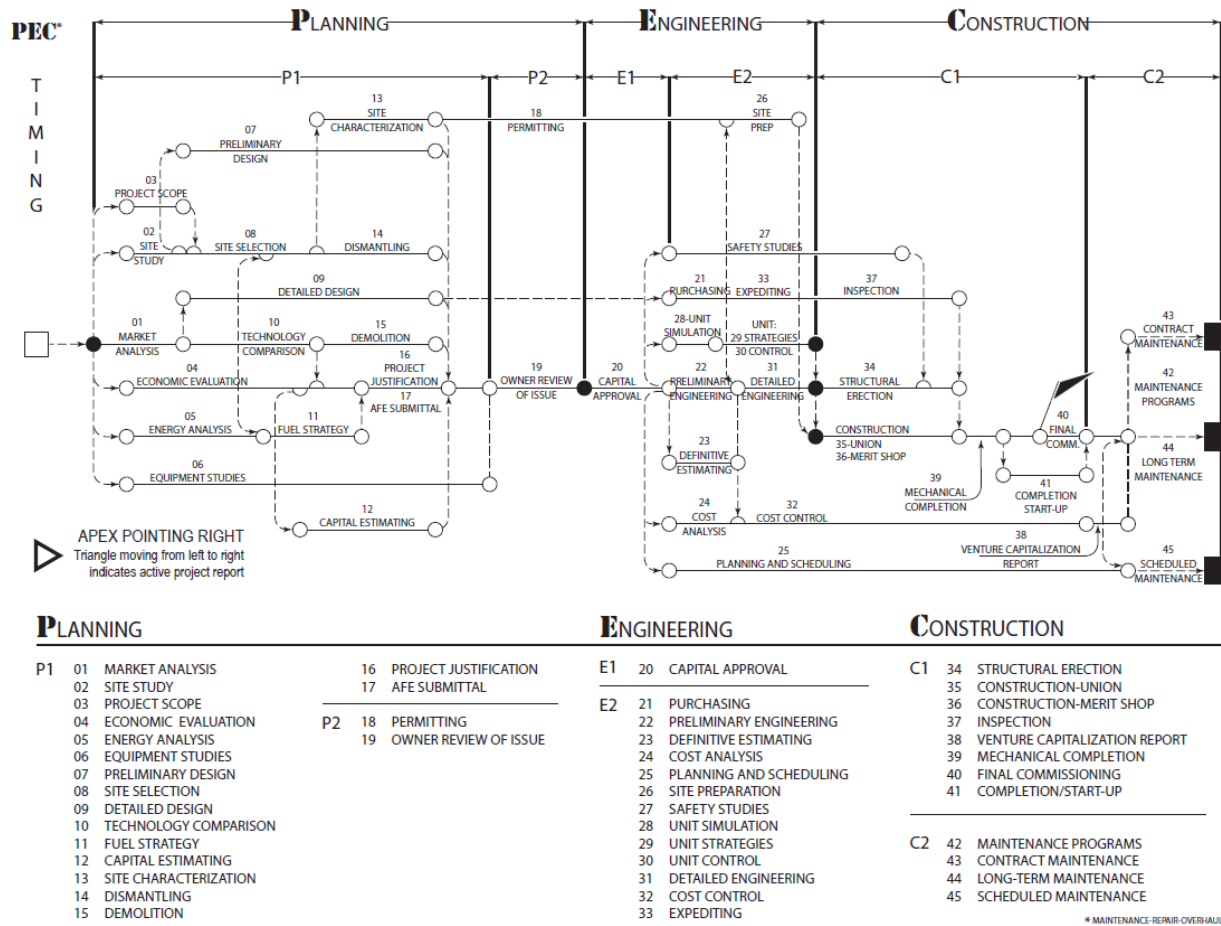 PEC*
PLANNING
ENGINEERING
CONSTRUCTION
TIMING
P1
P2
E1
E2
C1
C2
13
SITE
CHARACTERIZATION
18
PERMITTING
26
SITE
PREP
07
PRELIMINARY
DESIGN
03
PROJECT SCOPE
02
SITE
STUDY
08
SITE SELECTION
14
DISMANTLING
27
SAFETY STUDIES
09
DETAILED DESIGN
21
PURCHASING
33
EXPEDITING
37
INSPECTION
01
MARKET
ANALYSIS
10
TECHNOLOGY
COMPARISON
15
DEMOLITION
28-UNIT
SIMULATION
UNIT:
29 STRATEGIES
30 CONTROL
43
CONTRACT
MAINTENANCE
04
ECONOMIC EVALUATION
16
PROJECT
JUSTIFICATION
17
AFE SUBMITTAL
19
OWNER REVIEW
OF ISSUE
20
CAPITAL
APPROVAL
22
PRELIMINARY
ENGINEERING
31
DETAILED
ENGINEERING
34
STRUCTURAL
ERECTION
42
MAINTENANCE
PROGRAMS
05
ENERGY ANALYSIS
11
FUEL STRATEGY
23
DEFINITIVE
ESTIMATING
CONSTRUCTION
35-UNION
36-MERIT SHOP
40
FINAL
COMM.
44
LONG TERM
MAINTENANCE
06
EQUIPMENT STUDIES
39
MECHANICAL
COMPLETION
41
COMPLETION
START-UP
12
CAPITAL ESTIMATING
24
COST
ANALYSIS
32
COST CONTROL
38
VENTURE CAPITALIZATION
REPORT
25
PLANNING AND SCHEDULING
45
SCHEDULED
MAINTENANCE
APEX POINTING RIGHT
Triangle moving from left to right
indicates active project report
PLANNING
P1 01 MARKET ANALYSIS
02 SITE STUDY
03 PROJECT SCOPE
04 ECONOMIC EVALUATION
05 ENERGY ANALYSIS
06 EQUIPMENT STUDIES
07 PRELIMINARY DESIGN
08 SITE SELECTION
09 DETAILED DESIGN
10 TECHNOLOGY COMPARISON
11 FUEL STRATEGY
12 CAPITAL ESTIMATING
13 SITE CHARACTERIZATION
14 DISMANTLING
15 DEMOLITION
16 PROJECT JUSTIFICATION
17 AFE SUBMITTAL
P2 18 PERMITTING
19 OWNER REVIEW OF ISSUE
ENGINEERING
E1 20 CAPITAL APPROVAL
E2 21 PURCHASING
22 PRELIMINARY ENGINEERING
23 DEFINITIVE ESTIMATING
24 COST ANALYSIS
25 PLANNING AND SCHEDULING
26 SITE PREPARATION
27 SAFETY STUDIES
28 UNIT SIMULATION
29 UNIT STRATEGIES
30 UNIT CONTROL
31 DETAILED ENGINEERING
32 COST CONTROL
33 EXPEDITING
CONSTRUCTION
C1 34 STRUCTURAL ERECTION
35 CONSTRUCTION-UNION
36 CONSTRUCTION-MERIT SHOP
37 INSPECTION
38 VENTURE CAPITALIZATION REPORT
39 MECHANICAL COMPLETION
40 FINAL COMMISSIONING
41 COMPLETION/START-UP
C2 42 MAINTENANCE PROGRAMS
43 CONTRACT MAINTENANCE
44 LONG-TERM MAINTENANCE
45 SCHEDULED MAINTENANCE
* MAINTENANCE-REPAIR-OVERHAUL